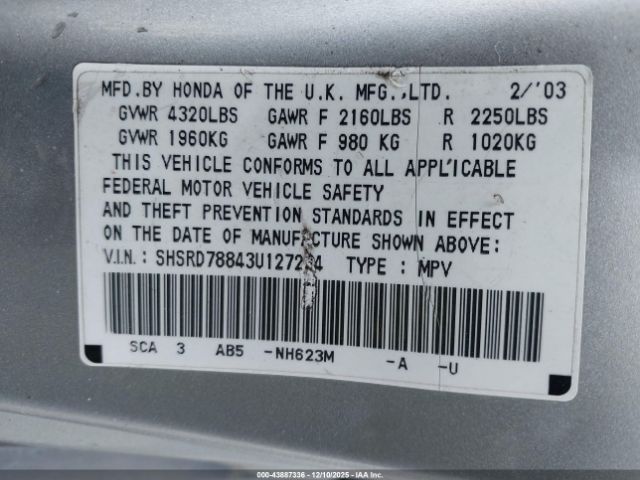 MFD.BY HONDA OF THE U.K. MFG.,LTD. 2/'03
GVWR 4320LBS GAWR F 2160LBS R 2250LBS
GVWR 1960KG GAWR F 980 KG R 1020KG
THIS VEHICLE CONFORMS TO ALL APPLICABLE
FEDERAL MOTOR VEHICLE SAFETY
AND THEFT PREVENTION STANDARDS IN EFFECT
ON THE DATE OF MANUFACTURE SHOWN ABOVE:
V.I.N.: TYPE: MPV
SCA 3 AB5 -NH623M -A -U
000-43887336 - 12/10/2025 - IAA Inc.